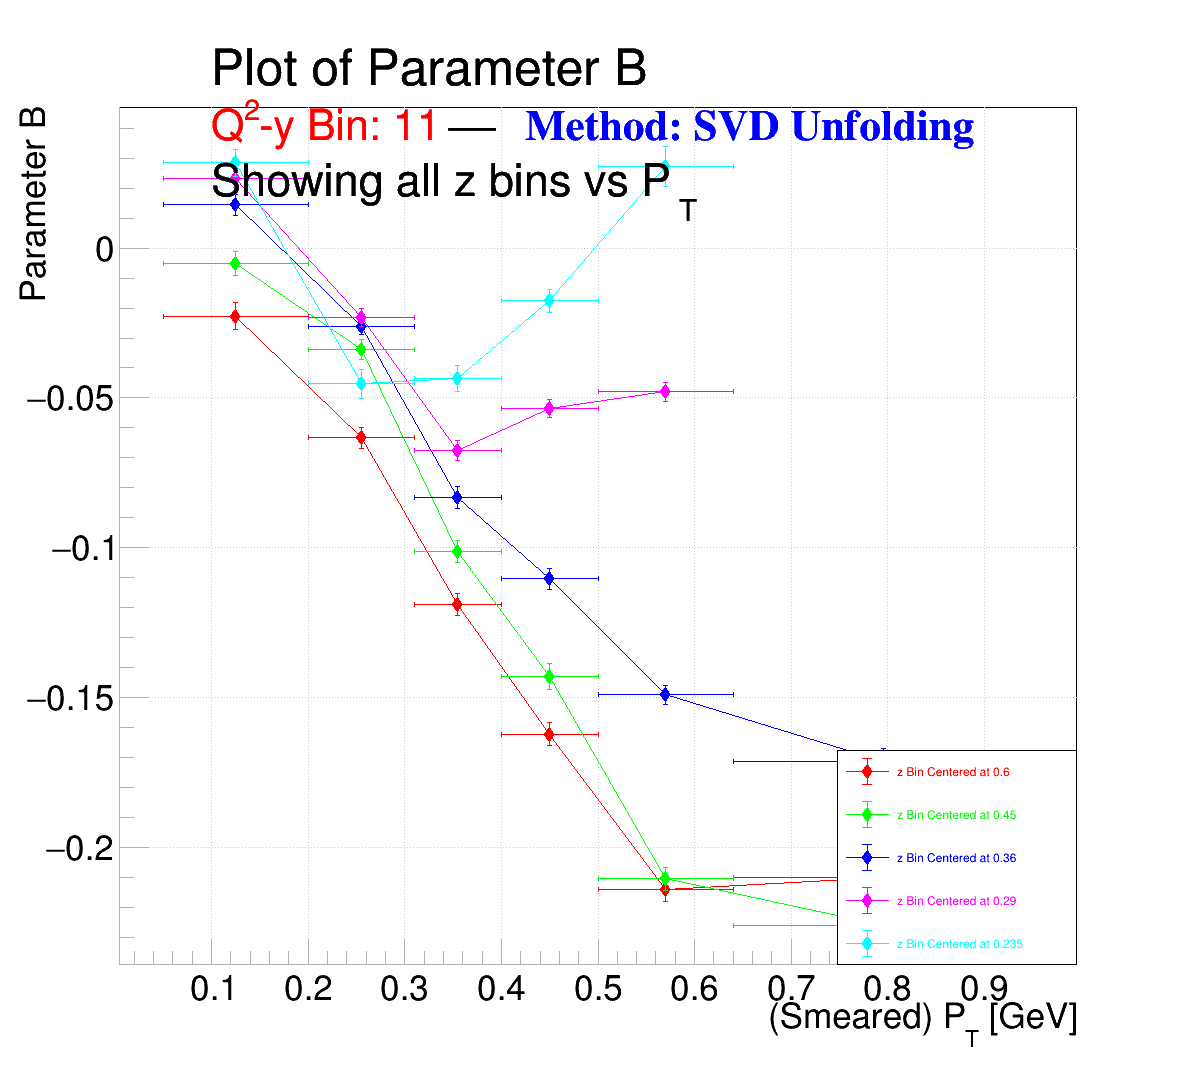 Plot of Parameter B
Q²-y Bin: 11 — Method: SVD Unfolding
Showing all z bins vs P_T
Parameter B
0
−0.05
−0.1
−0.15
−0.2
z Bin Centered at 0.6
z Bin Centered at 0.45
z Bin Centered at 0.36
z Bin Centered at 0.29
z Bin Centered at 0.235
0.1 0.2 0.3 0.4 0.5 0.6 0.7 0.8 0.9
(Smeared) P_T [GeV]